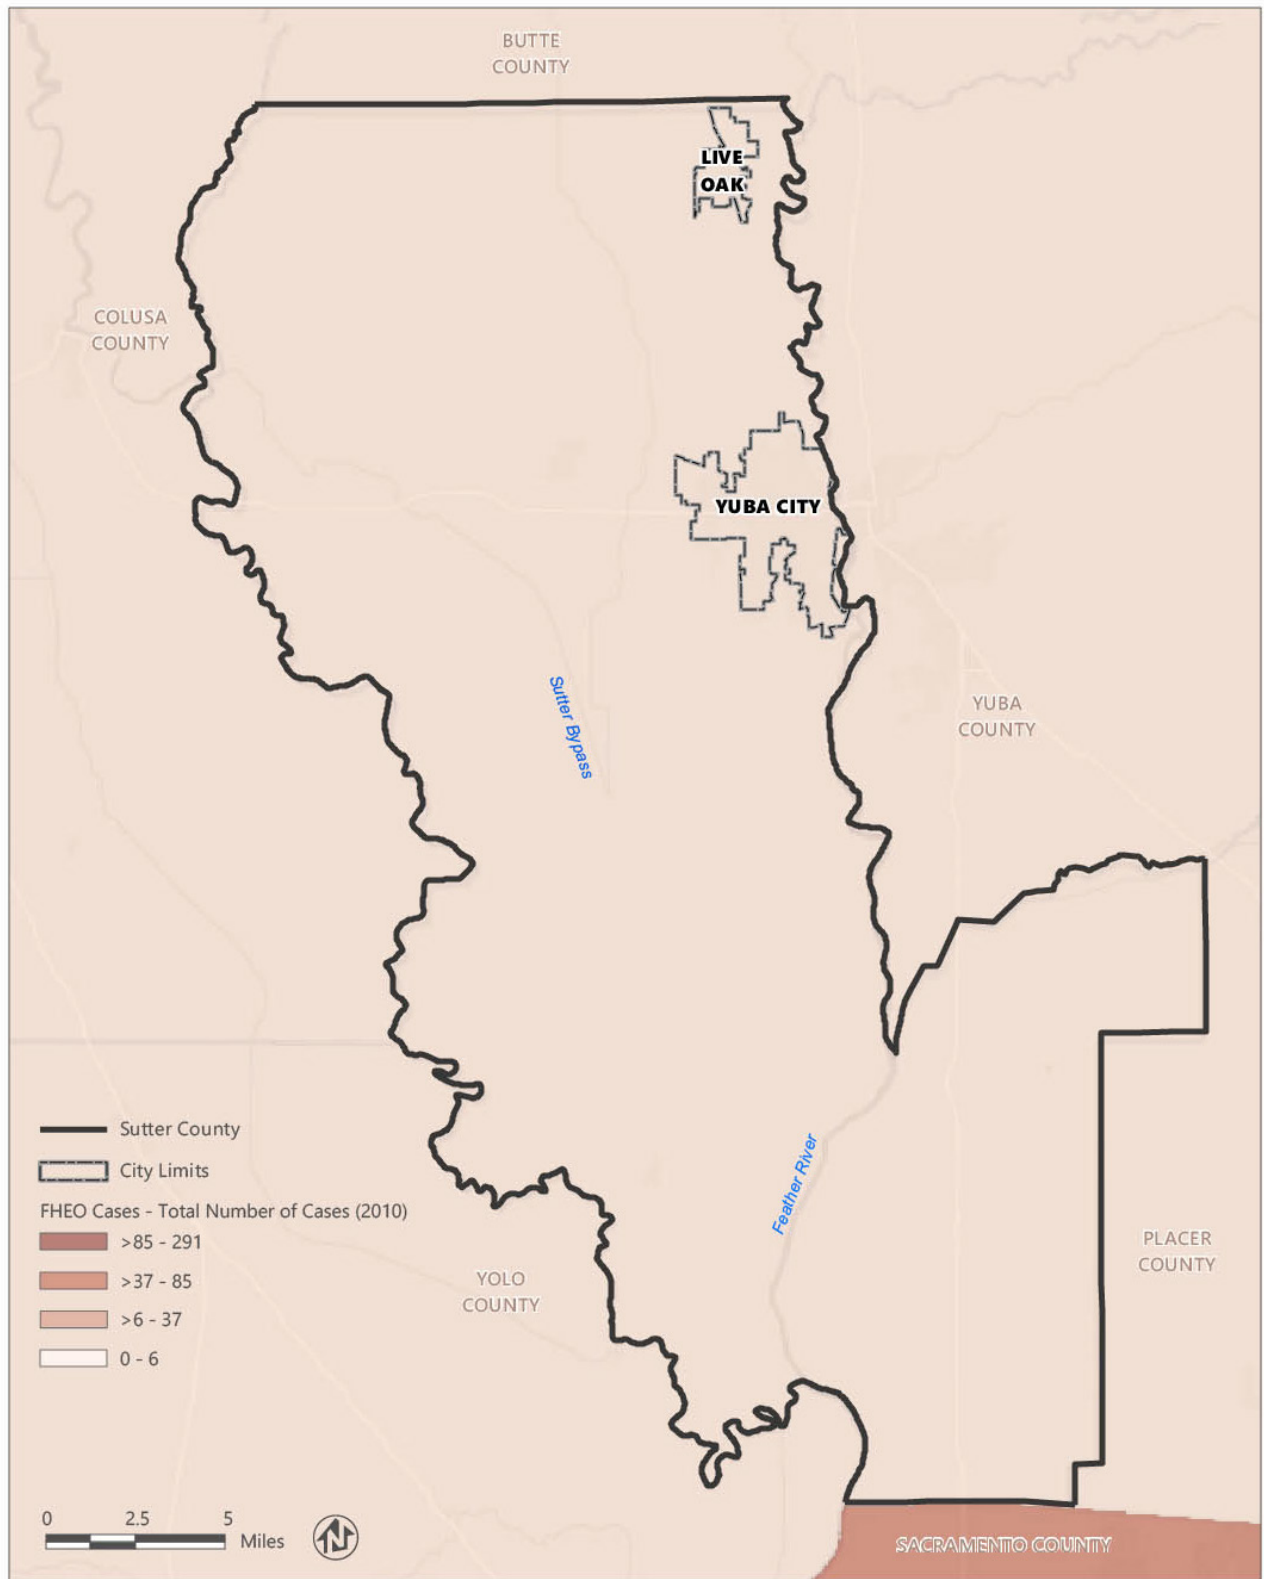 BUTTE
COUNTY
LIVE
OAK
COLUSA
COUNTY
YUBA CITY
Sutter Bypass
YUBA
COUNTY
Sutter County
City Limits
FHEO Cases - Total Number of Cases (2010)
>85 - 291
>37 - 85
>6 - 37
0 - 6
Feather River
PLACER
COUNTY
YOLO
COUNTY
0 2.5 5
Miles
N
SACRAMENTO COUNTY